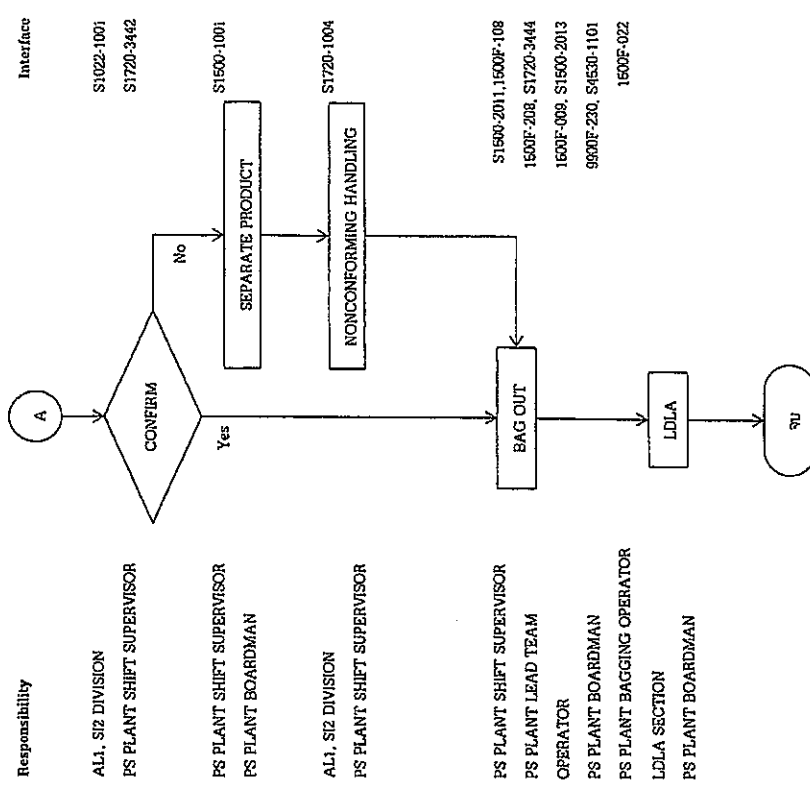 Responsibility Interface
A
AL1, SI2 DIVISION CONFIRM S1022-1001
PS PLANT SHIFT SUPERVISOR S1720-3442
No
Yes
PS PLANT SHIFT SUPERVISOR SEPARATE PRODUCT S1500-1001
PS PLANT BOARDMAN
AL1, SI2 DIVISION NONCONFORMING HANDLING S1720-1004
PS PLANT SHIFT SUPERVISOR
PS PLANT SHIFT SUPERVISOR BAG OUT S1500-2011,1500F-108
PS PLANT LEAD TEAM 1500F-208, S1720-3444
OPERATOR 1500F-009, S1500-2013
PS PLANT BOARDMAN 9900F-230, S4530-1101
PS PLANT BAGGING OPERATOR 1500F-022
LDLA SECTION LDLA
PS PLANT BOARDMAN
จบ